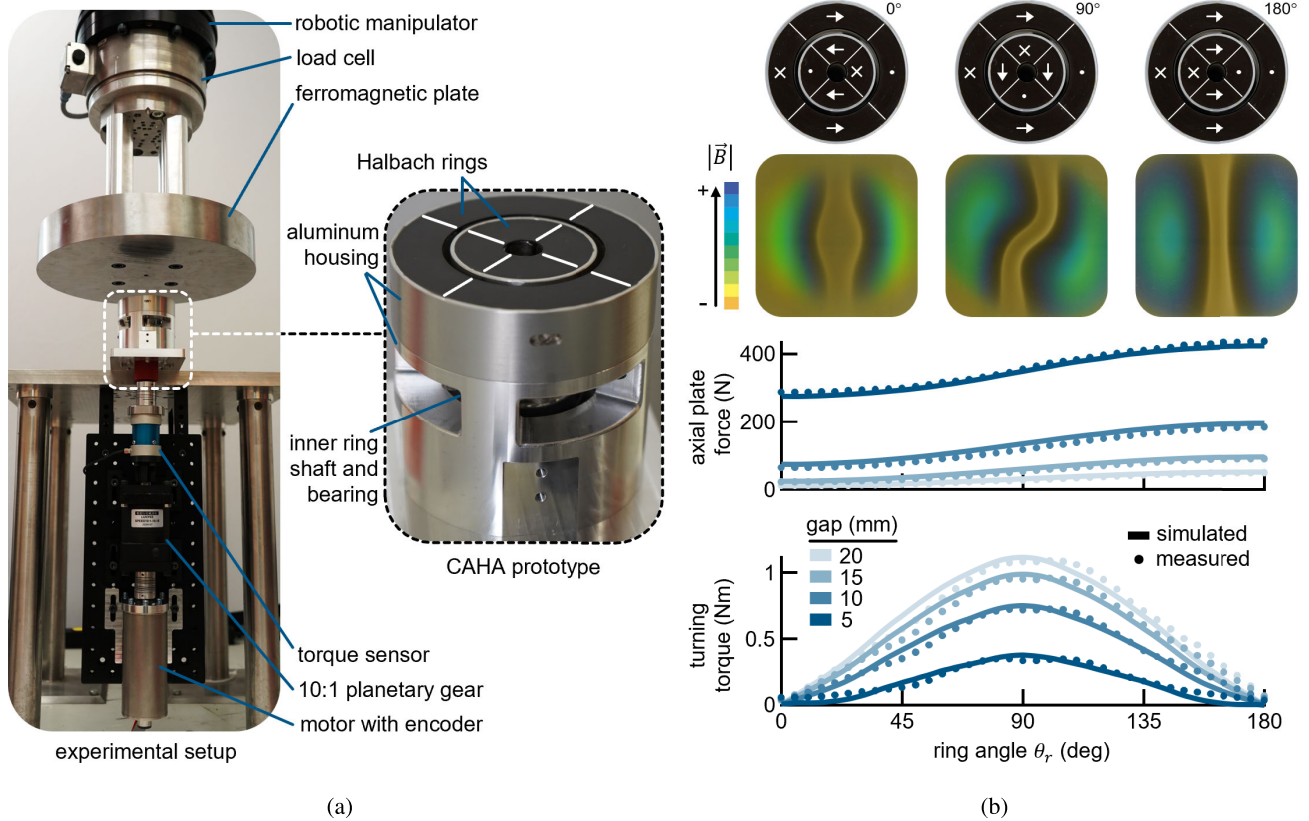 robotic manipulator
load cell
ferromagnetic plate
Halbach rings
aluminum
housing
inner ring
shaft and
bearing
CAHA prototype
torque sensor
10:1 planetary gear
motor with encoder
experimental setup
(a)
0°
90°
180°
|B⃗|
+
-
axial plate
force (N)
400
200
0
gap (mm)
20
15
10
5
simulated
measured
turning
torque (Nm)
1
0.5
0
0 45 90 135 180
ring angle θr (deg)
(b)